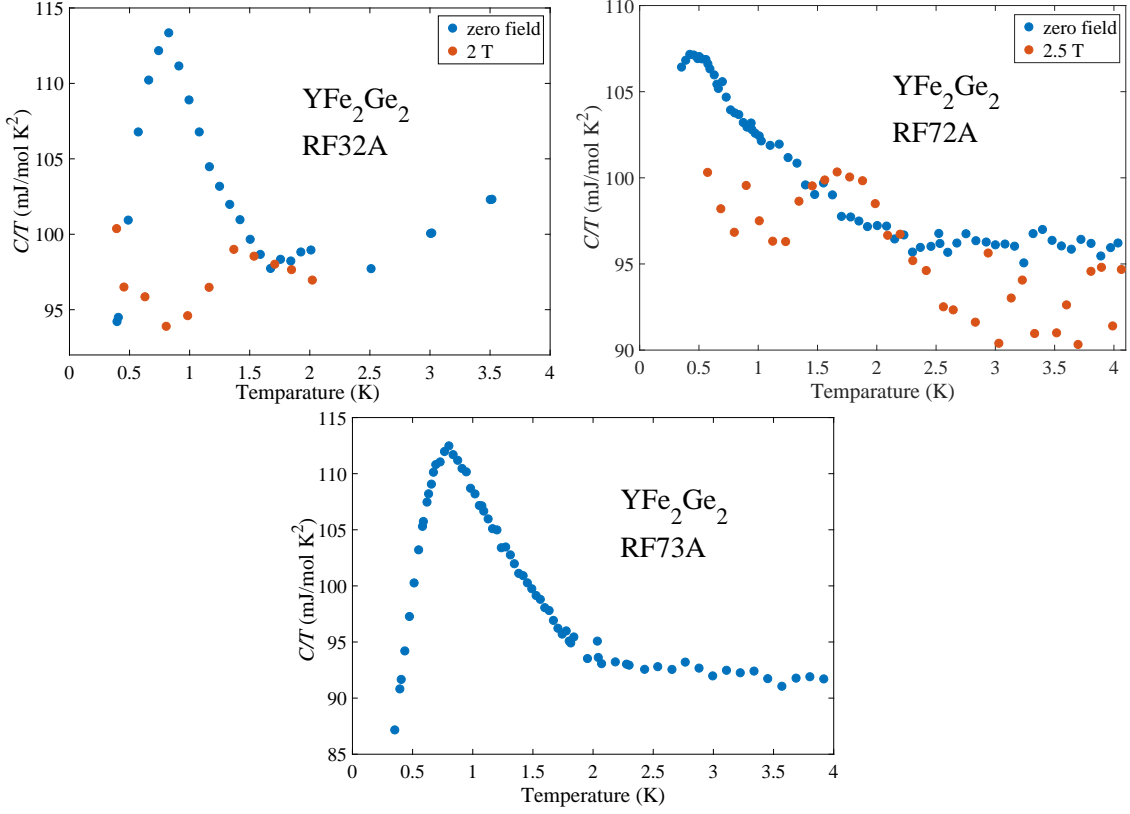 115
110
105
100
95
C/T (mJ/mol K²)
zero field
2 T
YFe₂Ge₂
RF32A
0 0.5 1 1.5 2 2.5 3 3.5 4
Temparature (K)
110
105
100
95
90
C/T (mJ/mol K²)
zero field
2.5 T
YFe₂Ge₂
RF72A
0 0.5 1 1.5 2 2.5 3 3.5 4
Temparature (K)
115
110
105
100
95
90
85
C/T (mJ/mol K²)
YFe₂Ge₂
RF73A
0 0.5 1 1.5 2 2.5 3 3.5 4
Temperature (K)